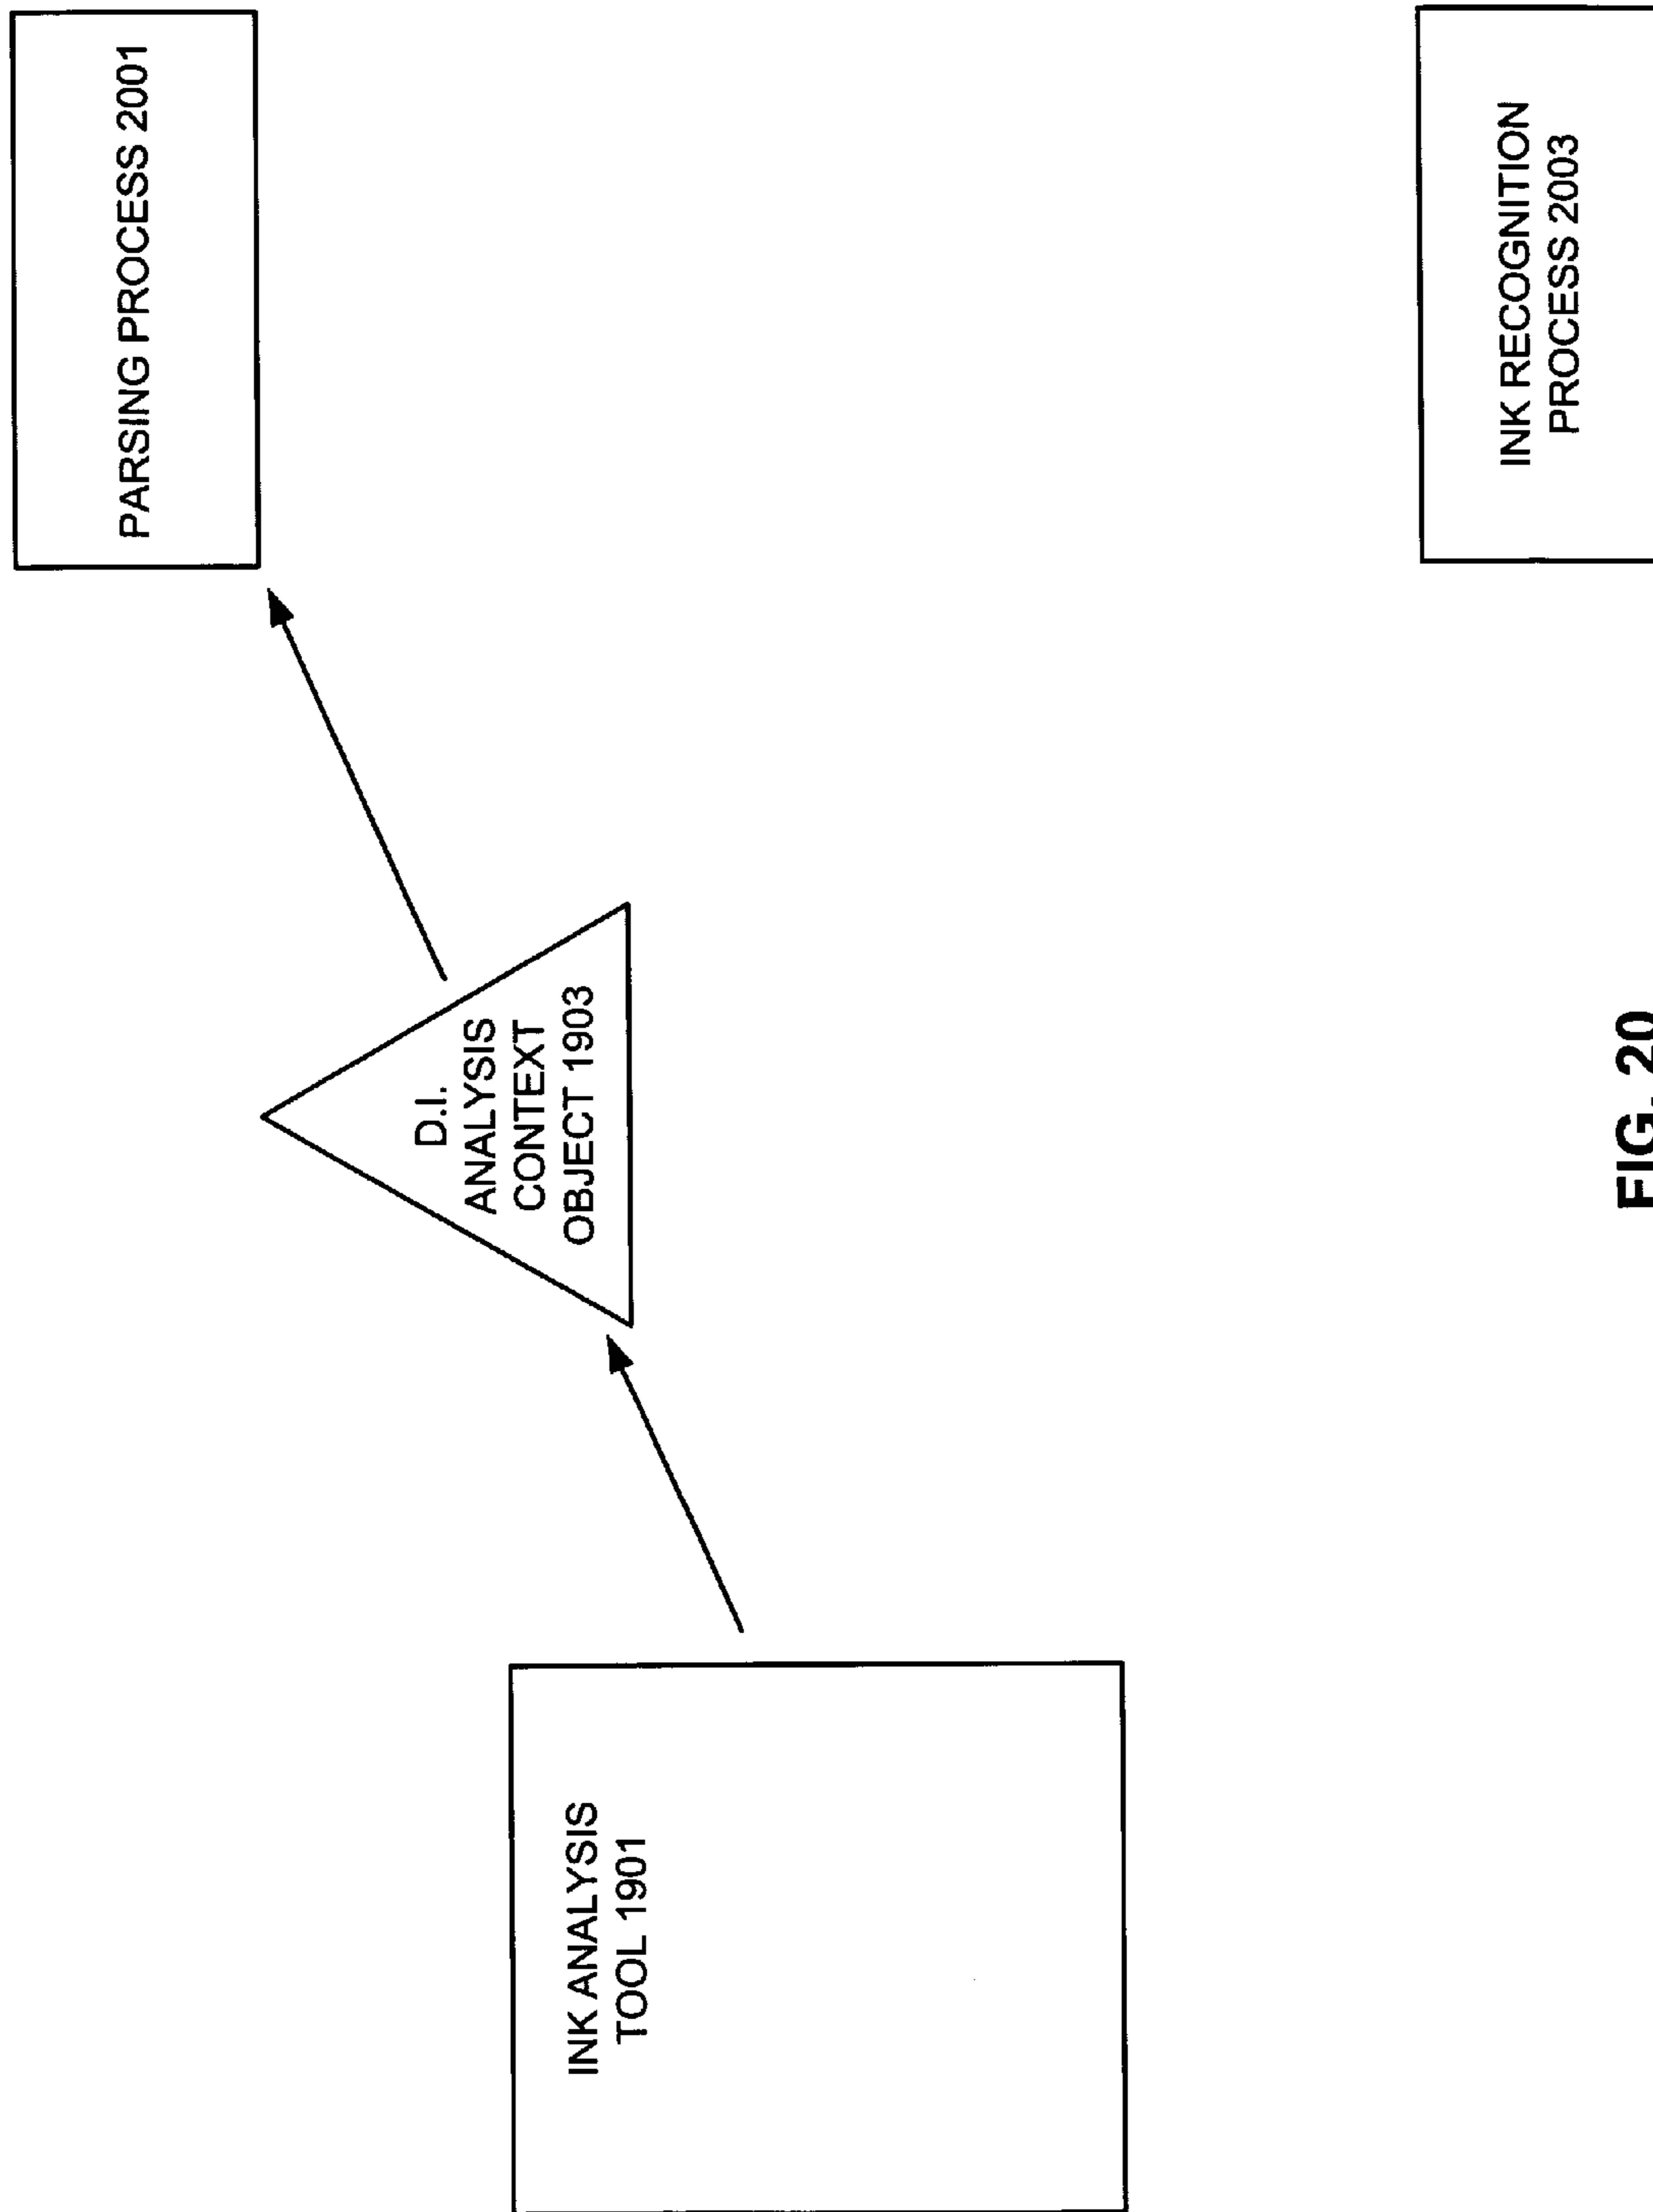 PARSING PROCESS 2001
D.I.
ANALYSIS
CONTEXT
OBJECT 1903
INK ANALYSIS
TOOL 1901
INK RECOGNITION
PROCESS 2003
FIG. 20